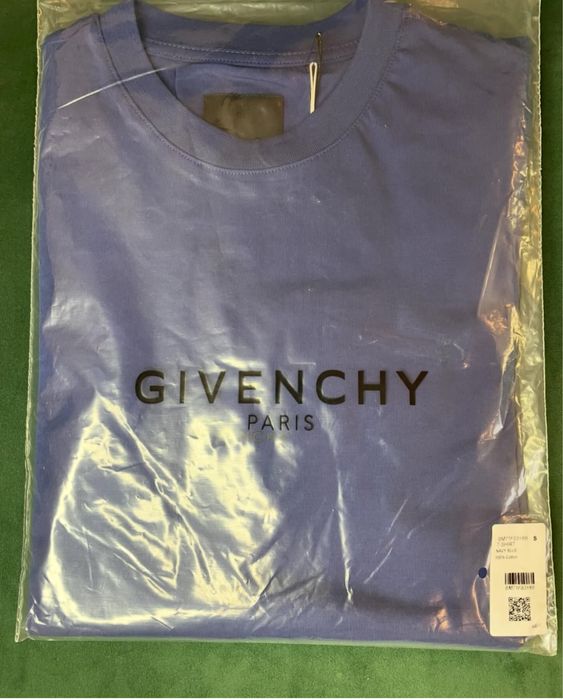 GIVENCHY
PARIS
S
T-SHIRT
NAVY BLUE
100% Cotton